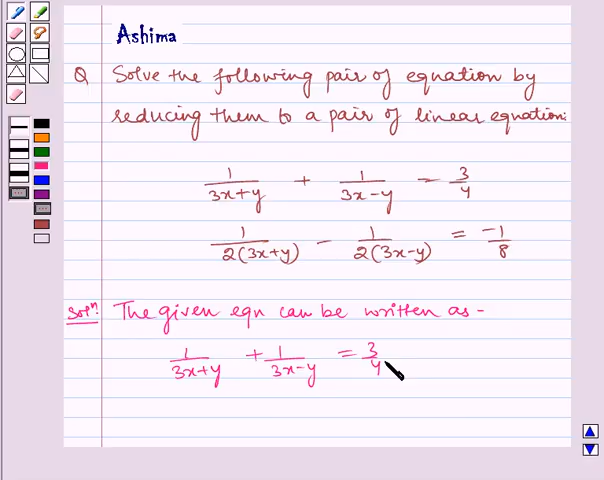 Ashima
Q Solve the following pair of equation by
reducing them to a pair of linear equation:
1/(3x+y) + 1/(3x-y) = 3/4
1/(2(3x+y)) - 1/(2(3x-y)) = -1/8
Solⁿ: The given eqn can be written as -
1/(3x+y) + 1/(3x-y) = 3/4